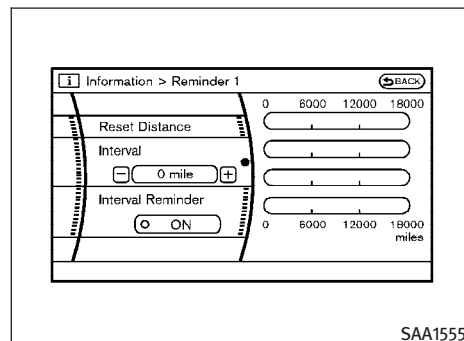 i Information > Reminder 1 BACK
0 6000 12000 18000
Reset Distance
Interval
− 0 mile +
Interval Reminder
ON
0 6000 12000 18000
miles
SAA1555